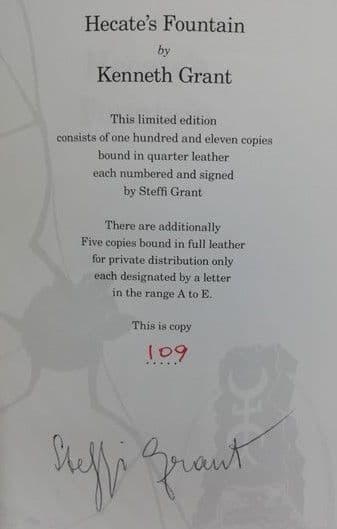 Hecate's Fountain
by
Kenneth Grant
This limited edition
consists of one hundred and eleven copies
bound in quarter leather
each numbered and signed
by Steffi Grant
There are additionally
Five copies bound in full leather
for private distribution only
each designated by a letter
in the range A to E.
This is copy
109
.....
Steffi Grant